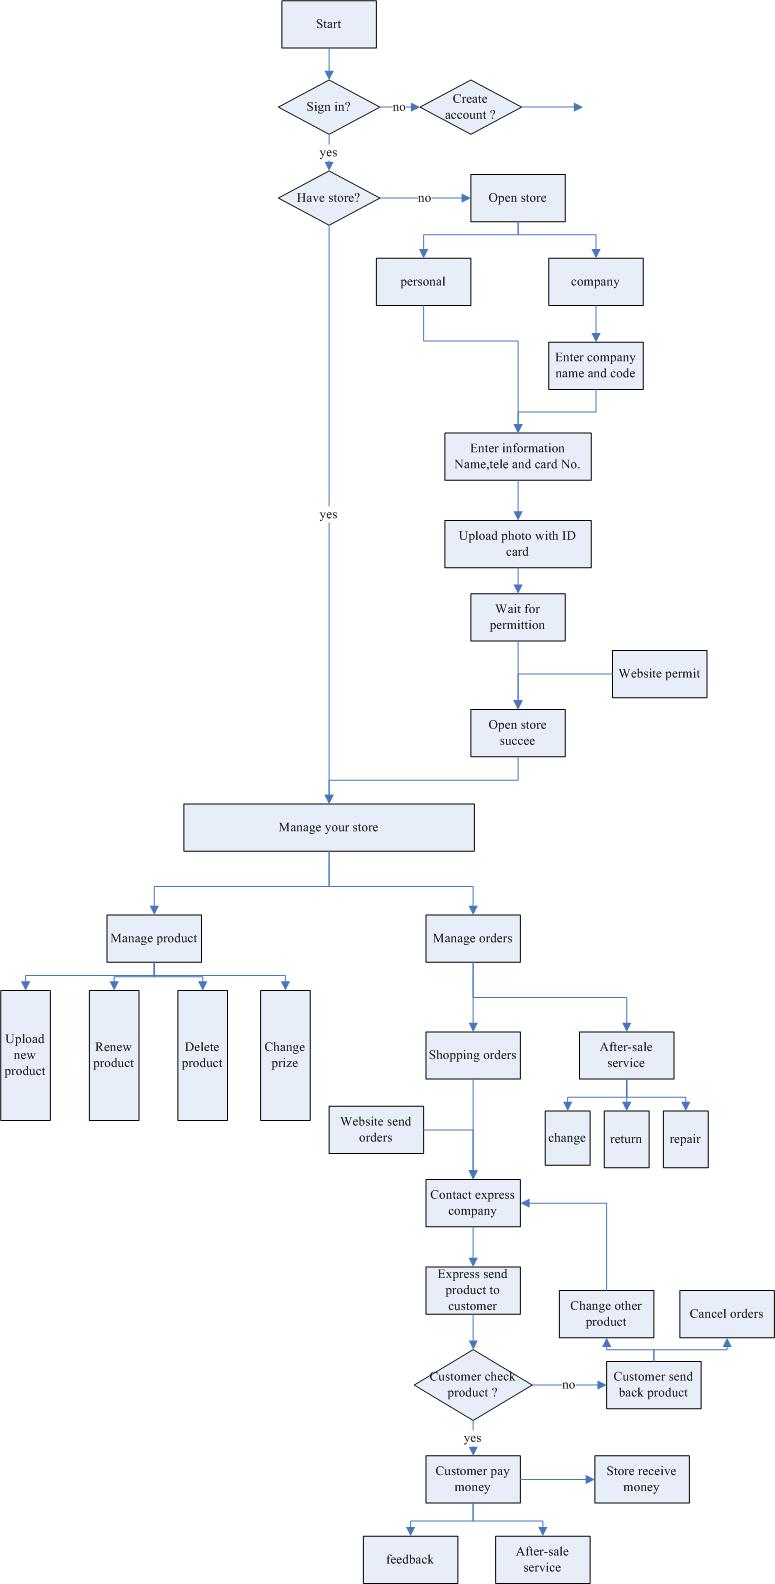 Start
Sign in?
no
Create
account ?
yes
Have store?
no
Open store
personal
company
Enter company
name and code
Enter information
Name,tele and card No.
yes
Upload photo with ID
card
Wait for
permittion
Website permit
Open store
succee
Manage your store
Manage product
Manage orders
Upload
new
product
Renew
product
Delete
product
Change
prize
Shopping orders
After-sale
service
Website send
orders
change
return
repair
Contact express
company
Express send
product to
customer
Change other
product
Cancel orders
Customer check
product ?
no
Customer send
back product
yes
Customer pay
money
Store receive
money
feedback
After-sale
service